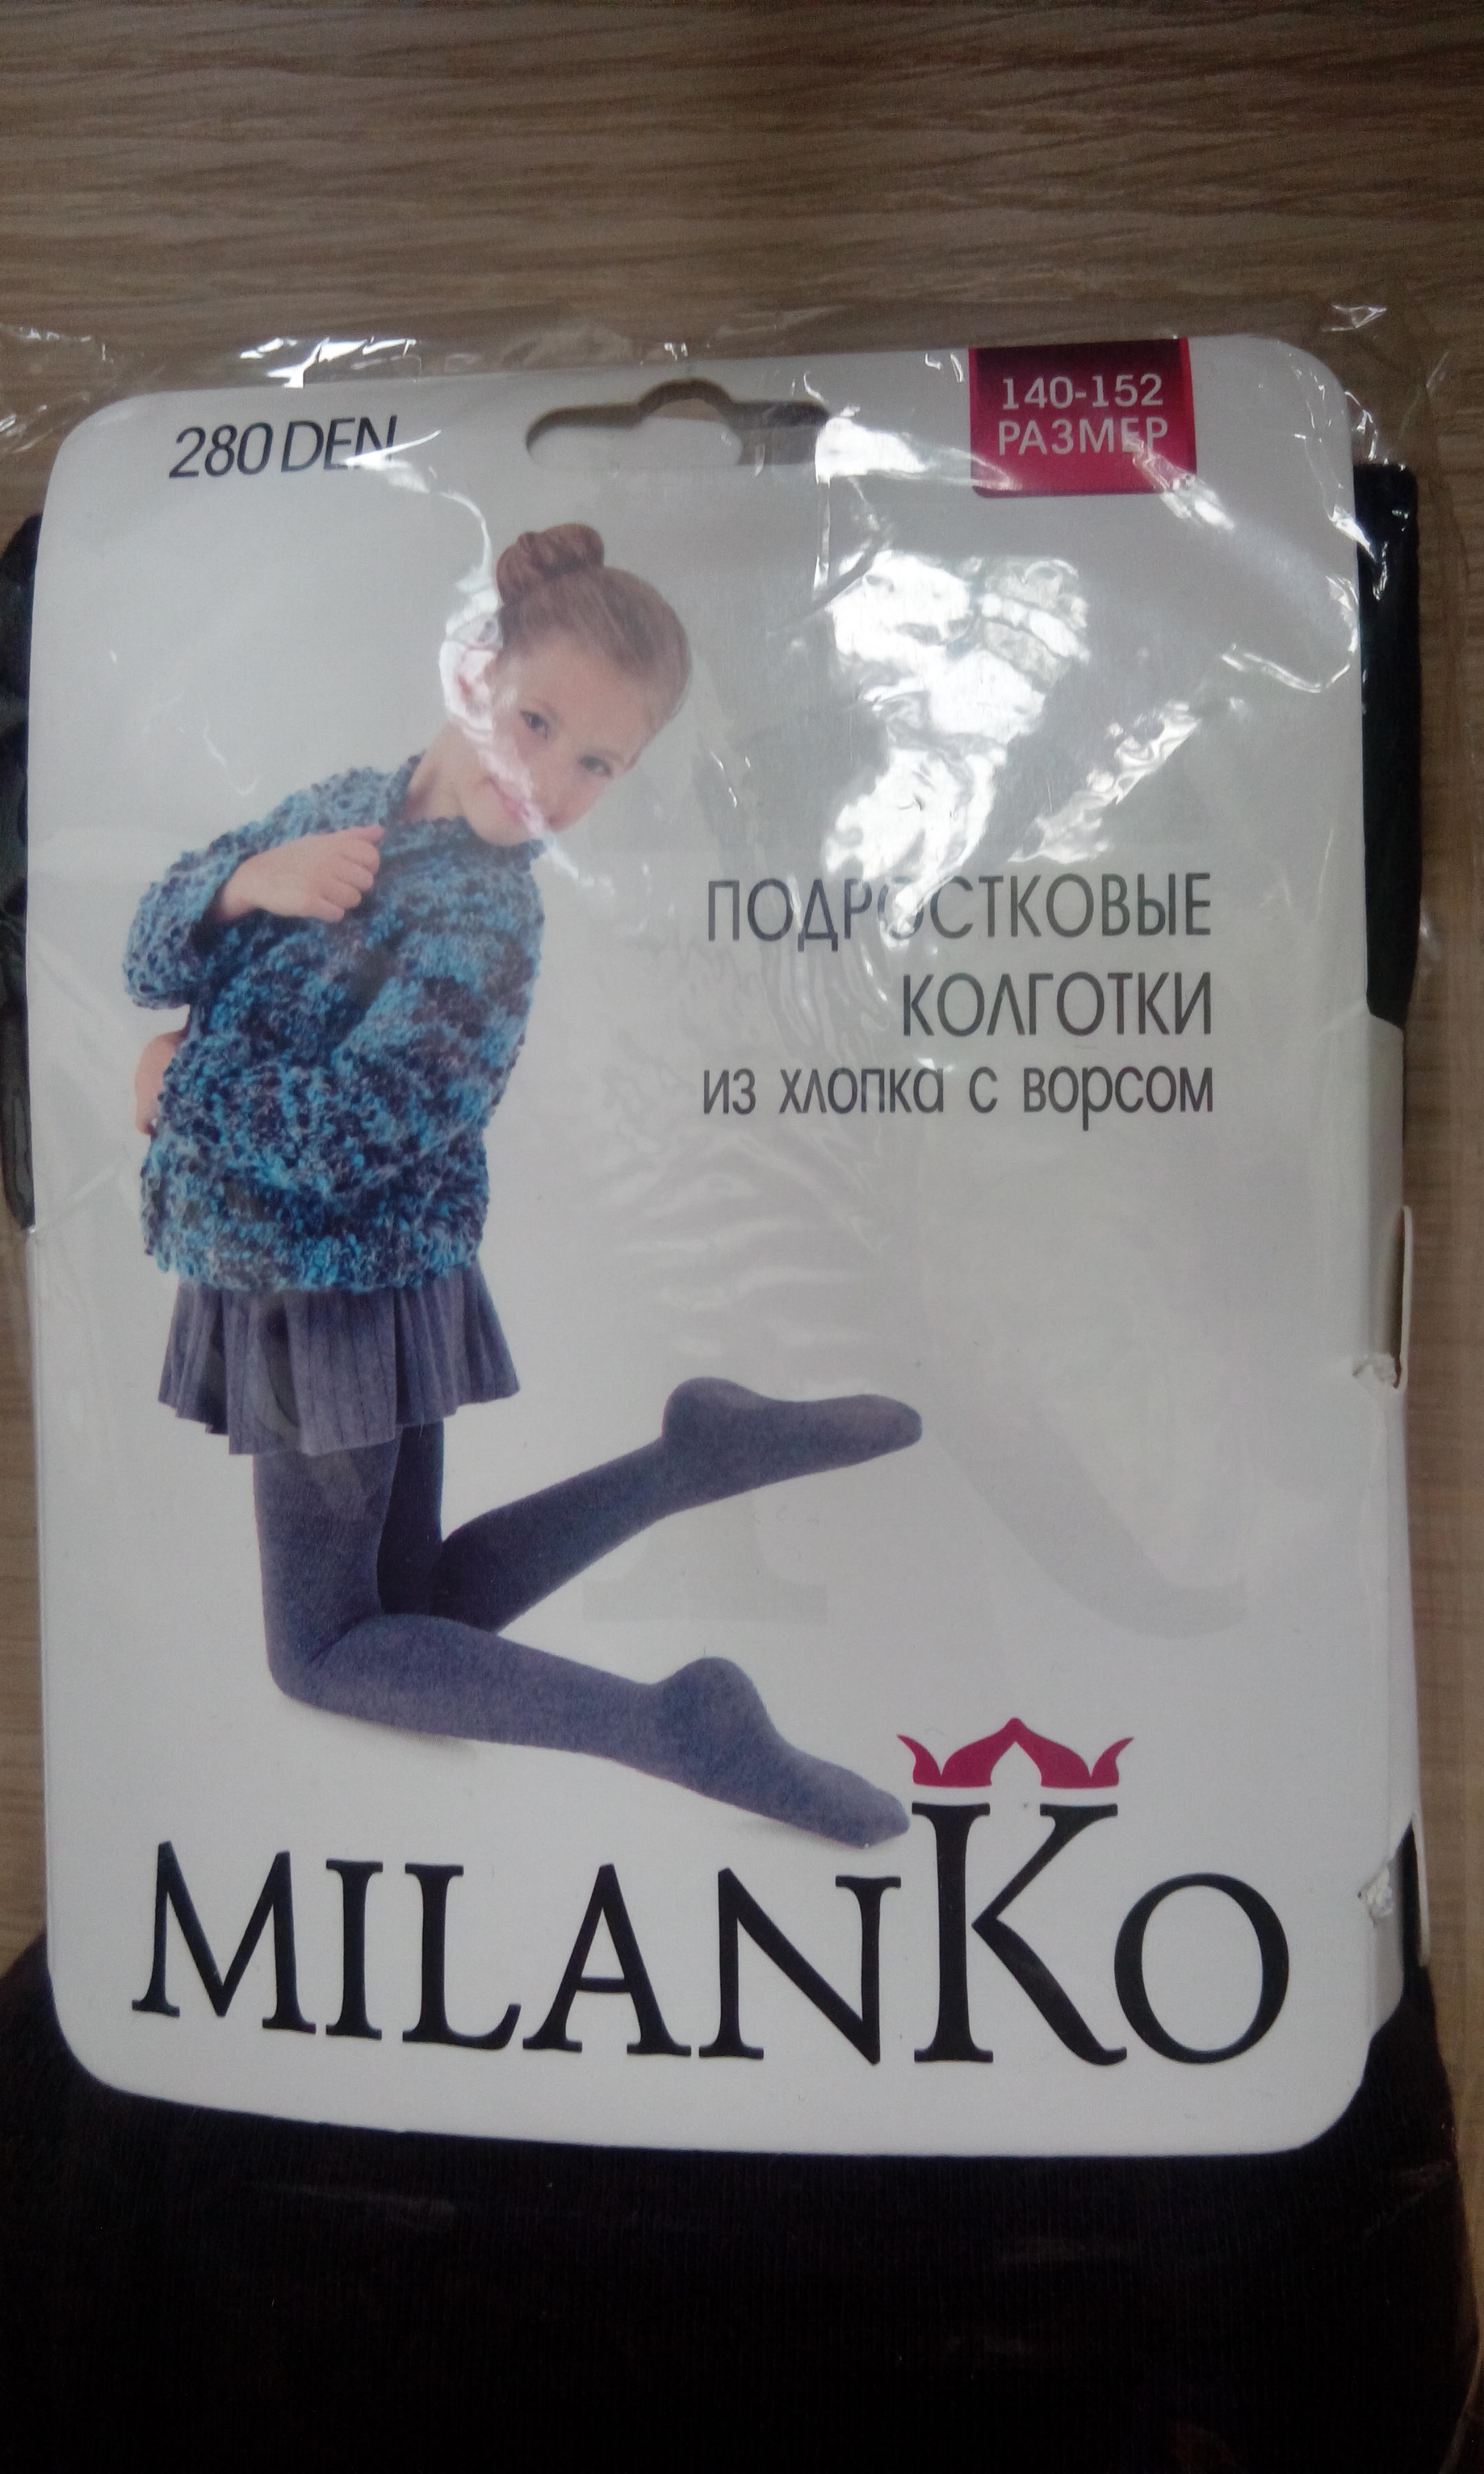 280 DEN
140-152
РАЗМЕР
ПОДРОСТКОВЫЕ
КОЛГОТКИ
из хлопка с ворсом
MILANKO